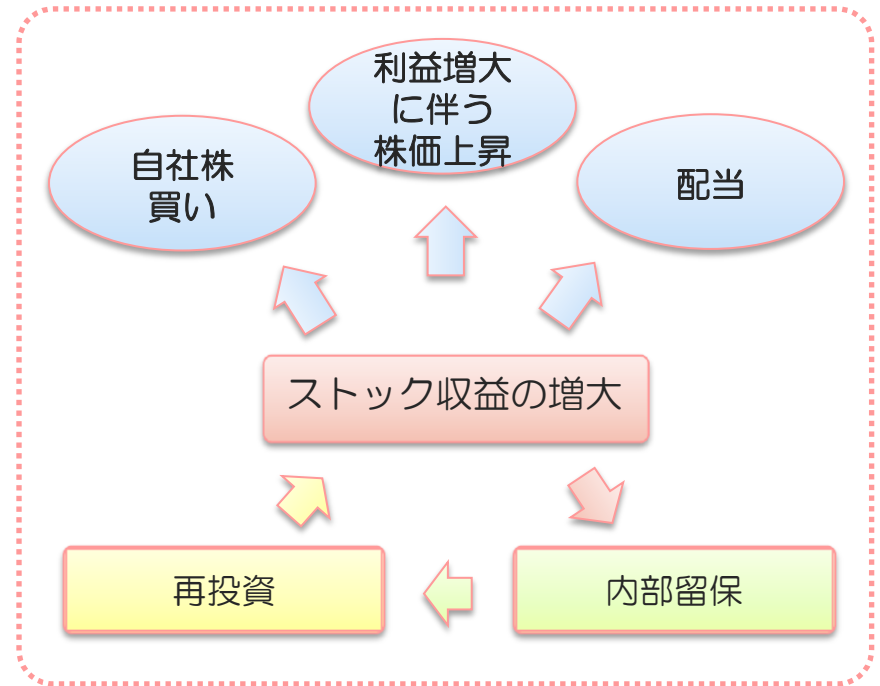 利益増大
に伴う
株価上昇
自社株
買い
配当
ストック収益の増大
再投資
内部留保